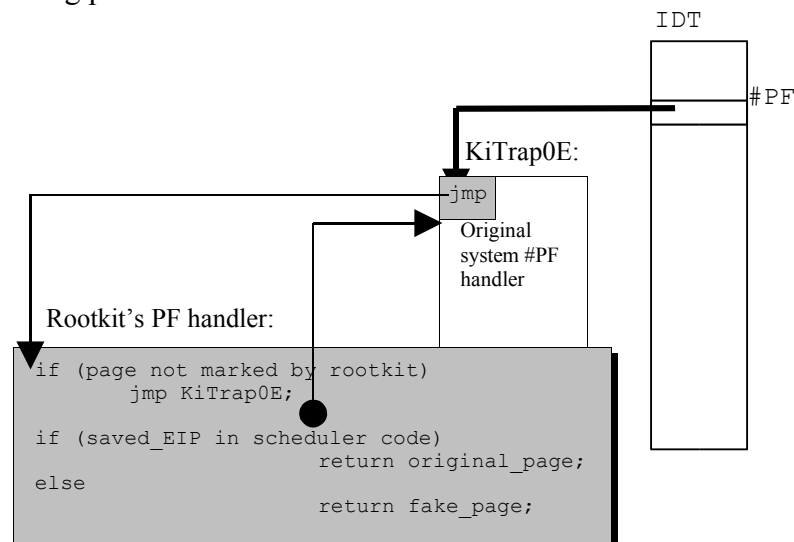 IDT
#PF
KiTrap0E:
jmp
Original
system #PF
handler
Rootkit's PF handler:
if (page not marked by rootkit)
jmp KiTrap0E;
if (saved_EIP in scheduler code)
return original_page;
else
return fake_page;